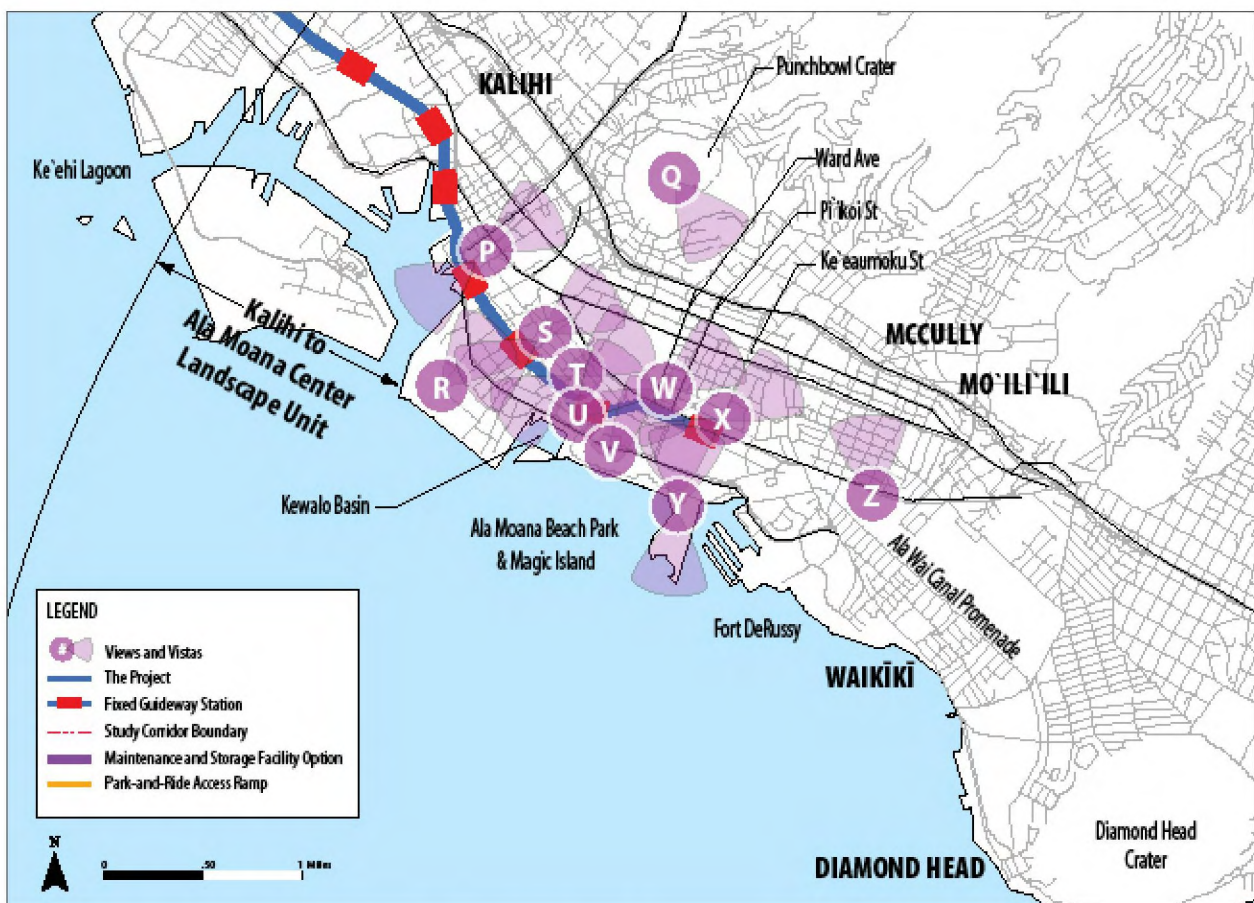 KALIHI
Punchbowl Crater
Ward Ave
Pi`ikoi St
Ke`eaumoku St
Ke`ehi Lagoon
Q
P
Kalihi to
Ala Moana Center
Landscape Unit
MCCULLY
MO`ILI`ILI
S
R
T
W
U
X
V
Z
Y
Kewalo Basin
Ala Moana Beach Park
& Magic Island
Ala Wai Canal Promenade
Fort DeRussy
WAIKĪKĪ
LEGEND
# Views and Vistas
The Project
Fixed Guideway Station
Study Corridor Boundary
Maintenance and Storage Facility Option
Park-and-Ride Access Ramp
N
0 .50 1 Miles
Diamond Head
Crater
DIAMOND HEAD